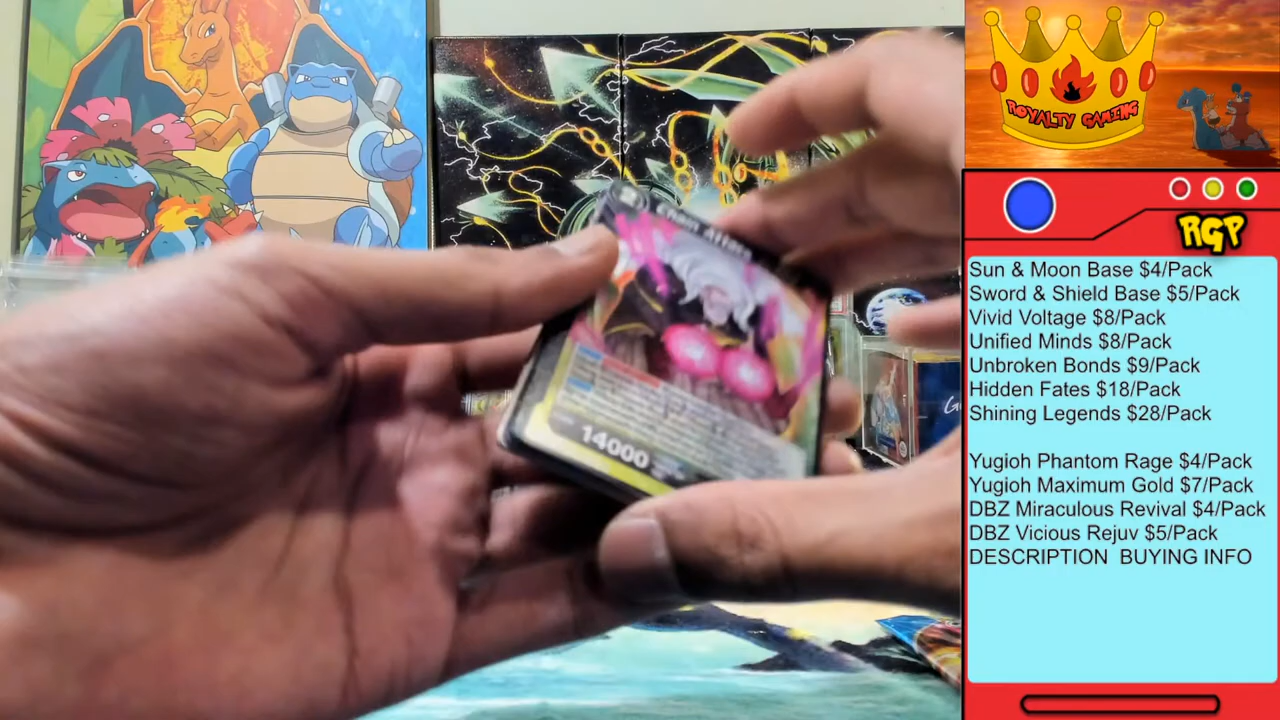 ROYALTY GAMING
RGP
Sun & Moon Base $4/Pack
Sword & Shield Base $5/Pack
Vivid Voltage $8/Pack
Unified Minds $8/Pack
Unbroken Bonds $9/Pack
Hidden Fates $18/Pack
Shining Legends $28/Pack
Yugioh Phantom Rage $4/Pack
Yugioh Maximum Gold $7/Pack
DBZ Miraculous Revival $4/Pack
DBZ Vicious Rejuv $5/Pack
DESCRIPTION BUYING INFO
Chain Attack
14000